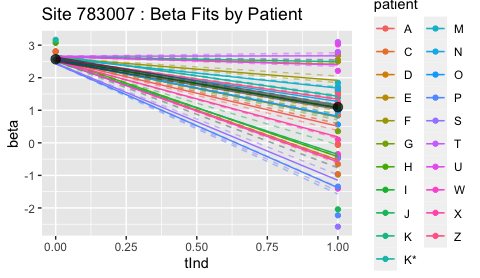 Site 783007 : Beta Fits by Patient
beta
3
2
1
0
-1
-2
0.00 0.25 0.50 0.75 1.00
tInd
patient
A
C
D
E
F
G
H
I
J
K
K*
M
N
O
P
S
T
U
W
X
Z